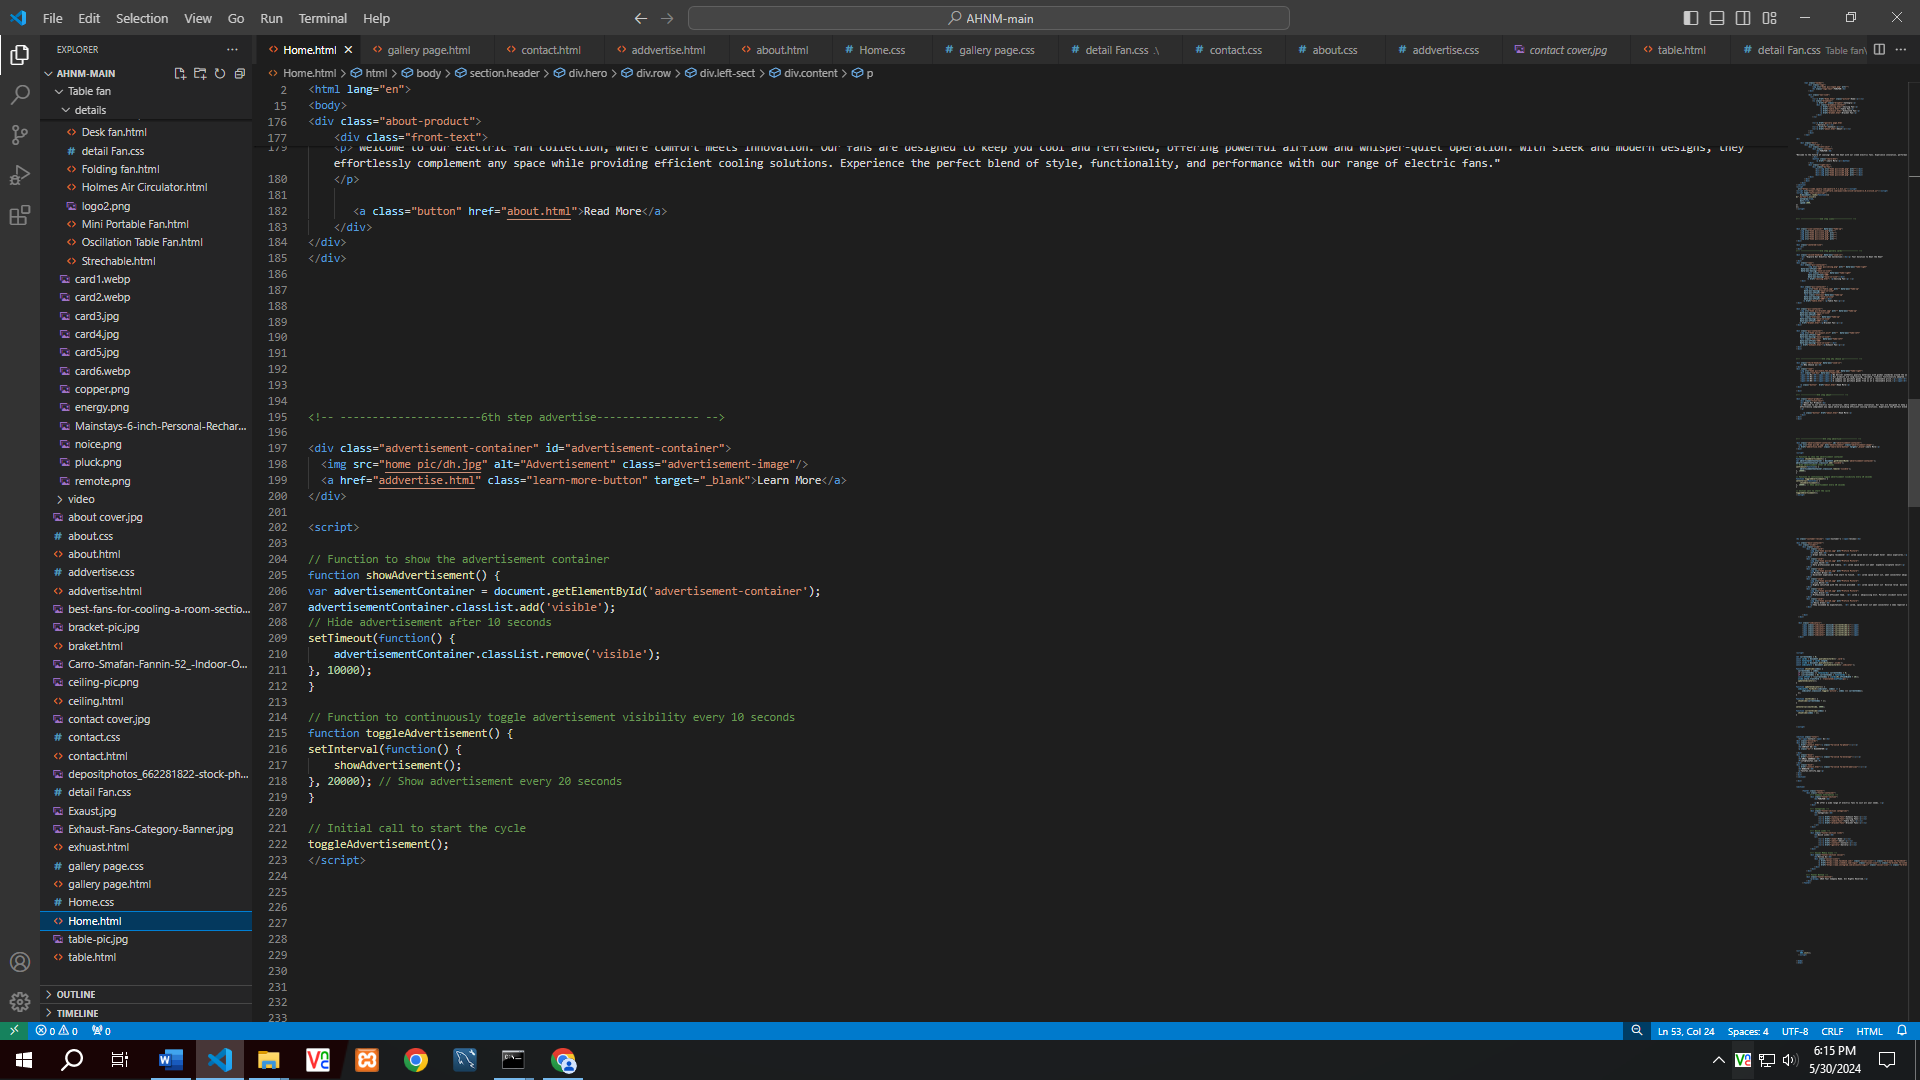 File Edit Selection View Go Run Terminal Help
AHNM-main
EXPLORER
Home.html
gallery page.html
contact.html
addvertise.html
about.html
Home.css
gallery page.css
detail Fan.css .\
contact.css
about.css
addvertise.css
contact cover.jpg
table.html
detail Fan.css Table fan\
AHNM-MAIN
Home.html > html > body > section.header > div.hero > div.row > div.left-sect > div.content > p
Table fan
details
Desk fan.html
detail Fan.css
Folding fan.html
Holmes Air Circulator.html
logo2.png
Mini Portable Fan.html
Oscillation Table Fan.html
Strechable.html
card1.webp
card2.webp
card3.jpg
card4.jpg
card5.jpg
card6.webp
copper.png
energy.png
Mainstays-6-inch-Personal-Rechar...
noice.png
pluck.png
remote.png
video
about cover.jpg
about.css
about.html
addvertise.css
addvertise.html
best-fans-for-cooling-a-room-sectio...
bracket-pic.jpg
braket.html
Carro-Smafan-Fannin-52_-Indoor-O...
ceiling-pic.png
ceiling.html
contact cover.jpg
contact.css
contact.html
depositphotos_662281822-stock-ph...
detail Fan.css
Exaust.jpg
Exhaust-Fans-Category-Banner.jpg
exhuast.html
gallery page.css
gallery page.html
Home.css
Home.html
table-pic.jpg
table.html
OUTLINE
TIMELINE
2 <html lang="en">
15 <body>
176 <div class="about-product">
177 <div class="front-text">
179 <p> Welcome to our electric fan collection, where comfort meets innovation. Our fans are designed to keep you cool and refreshed, offering powerful airflow and whisper-quiet operation. With sleek and modern designs, they
effortlessly complement any space while providing efficient cooling solutions. Experience the perfect blend of style, functionality, and performance with our range of electric fans."
180 </p>
181
182 <a class="button" href="about.html">Read More</a>
183 </div>
184 </div>
185 </div>
186
187
188
189
190
191
192
193
194
195 <!-- ----------------------6th step advertise---------------- -->
196
197 <div class="advertisement-container" id="advertisement-container">
198 <img src="home pic/dh.jpg" alt="Advertisement" class="advertisement-image"/>
199 <a href="addvertise.html" class="learn-more-button" target="_blank">Learn More</a>
200 </div>
201
202 <script>
203
204 // Function to show the advertisement container
205 function showAdvertisement() {
206 var advertisementContainer = document.getElementById('advertisement-container');
207 advertisementContainer.classList.add('visible');
208 // Hide advertisement after 10 seconds
209 setTimeout(function() {
210 advertisementContainer.classList.remove('visible');
211 }, 10000);
212 }
213
214 // Function to continuously toggle advertisement visibility every 10 seconds
215 function toggleAdvertisement() {
216 setInterval(function() {
217 showAdvertisement();
218 }, 20000); // Show advertisement every 20 seconds
219 }
220
221 // Initial call to start the cycle
222 toggleAdvertisement();
223 </script>
224
225
226
227
228
229
230
231
232
233
0 0 0
Ln 53, Col 24 Spaces: 4 UTF-8 CRLF HTML
6:15 PM
5/30/2024